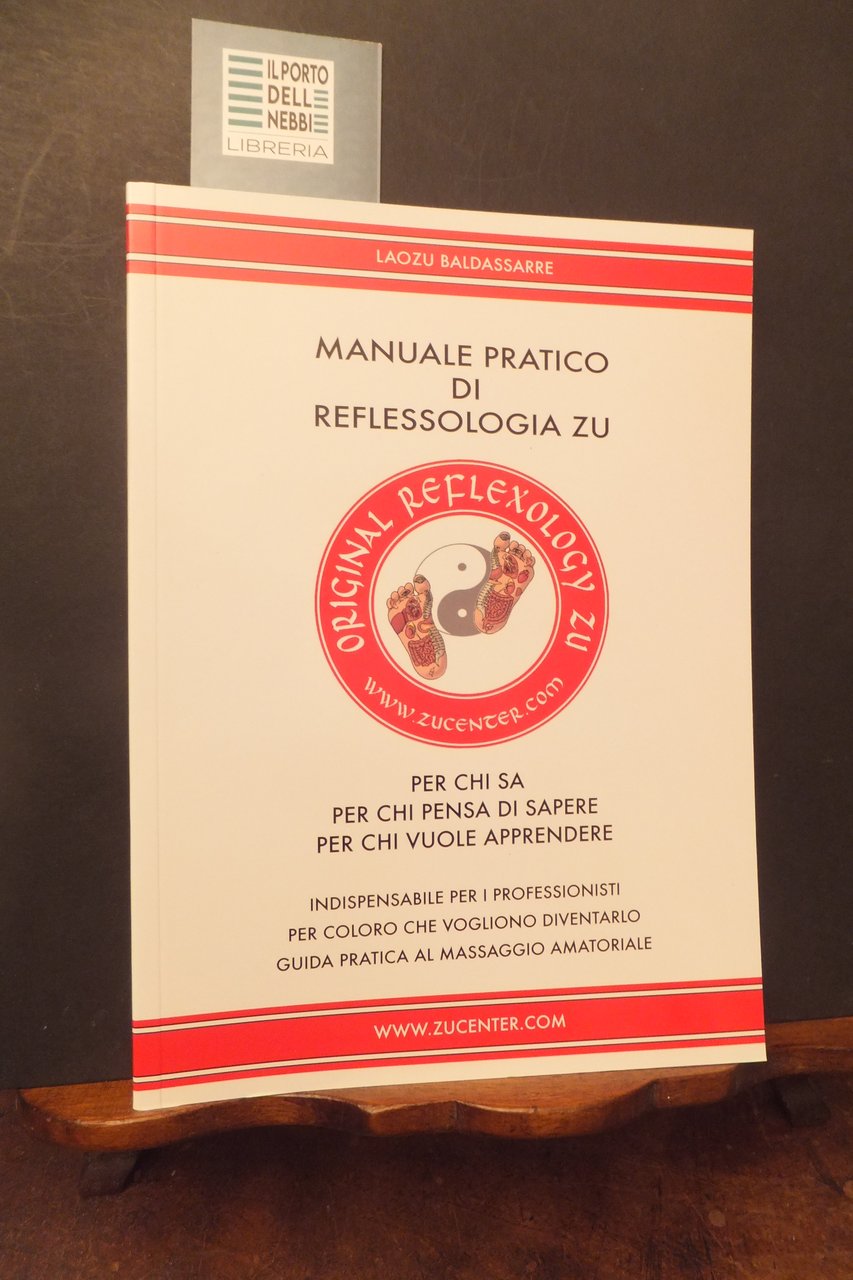 IL PORTO
DELL
NEBBI
LIBRERIA
LAOZU BALDASSARRE
MANUALE PRATICO
DI
REFLESSOLOGIA ZU
ORIGINAL REFLEXOLOGY ZU
WWW.ZUCENTER.COM
PER CHI SA
PER CHI PENSA DI SAPERE
PER CHI VUOLE APPRENDERE
INDISPENSABILE PER I PROFESSIONISTI
PER COLORO CHE VOGLIONO DIVENTARLO
GUIDA PRATICA AL MASSAGGIO AMATORIALE
WWW.ZUCENTER.COM